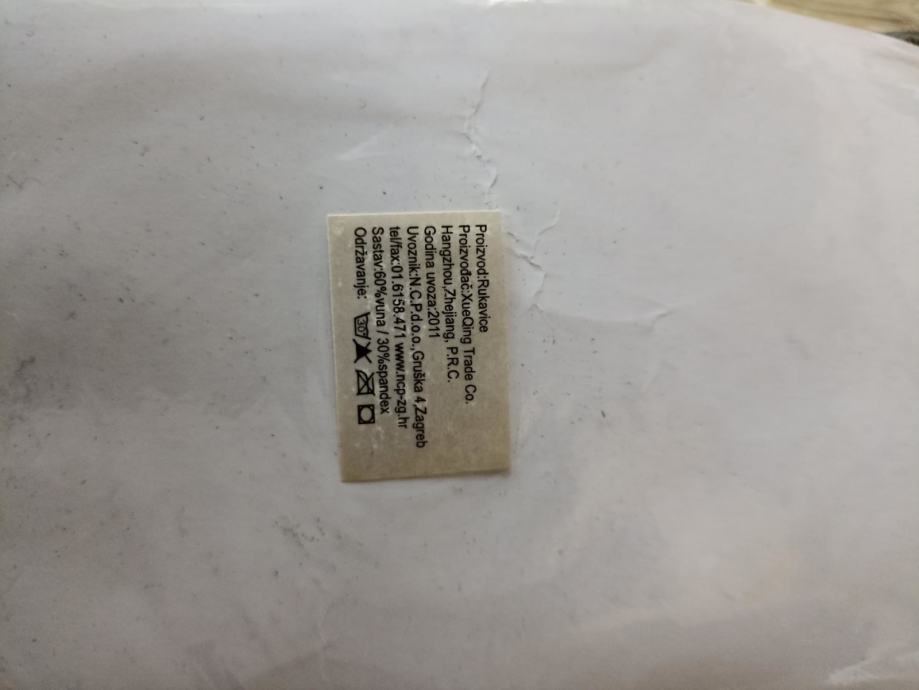 Proizvod:Rukavice
Proizvođač:XueQing Trade Co.
Hangzhou,Zhejiang, P.R.C.
Godina uvoza:2011
Uvoznik:N.C.P.d.o.o.,Gruška 4,Zagreb
tel/fax:01.6158.471 www.ncp-zg.hr
Sastav:60%vuna / 30%spandex
Održavanje: 30